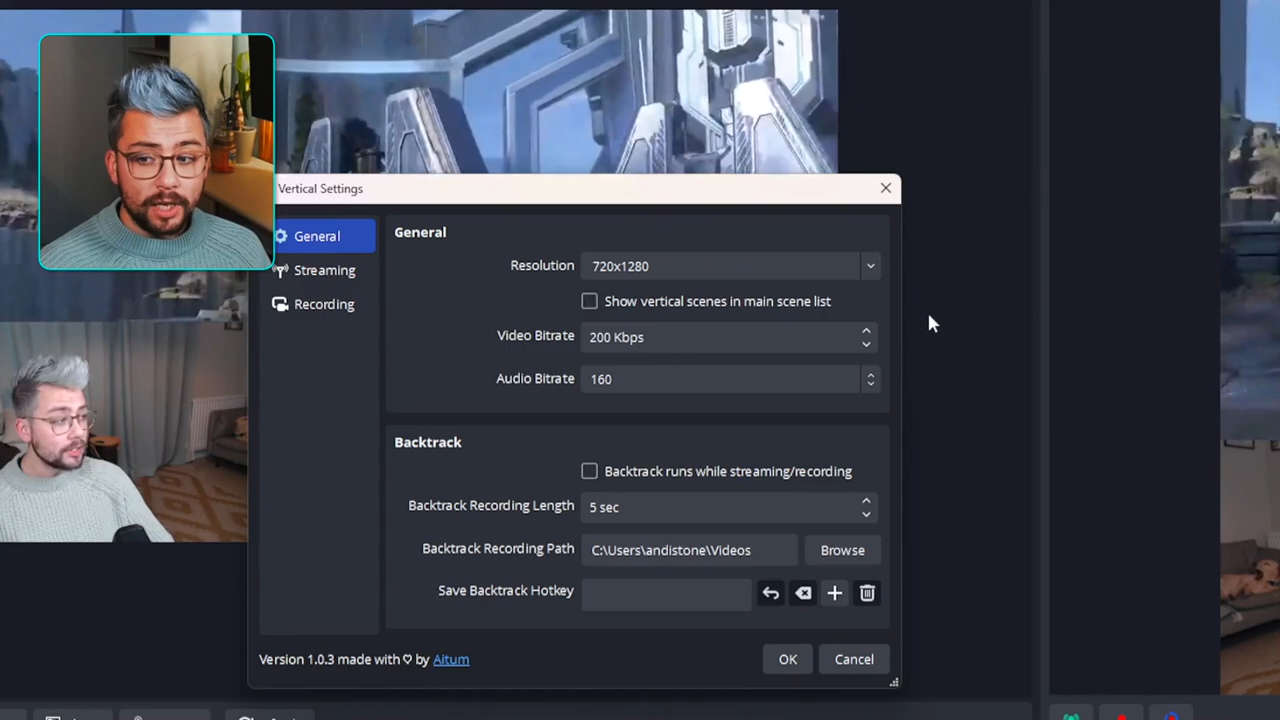 Vertical Settings
General
Streaming
Recording
General
Resolution 720x1280
Show vertical scenes in main scene list
Video Bitrate 200 Kbps
Audio Bitrate 160
Backtrack
Backtrack runs while streaming/recording
Backtrack Recording Length 5 sec
Backtrack Recording Path C:\Users\andistone\Videos Browse
Save Backtrack Hotkey
Version 1.0.3 made with ♡ by Aitum OK Cancel